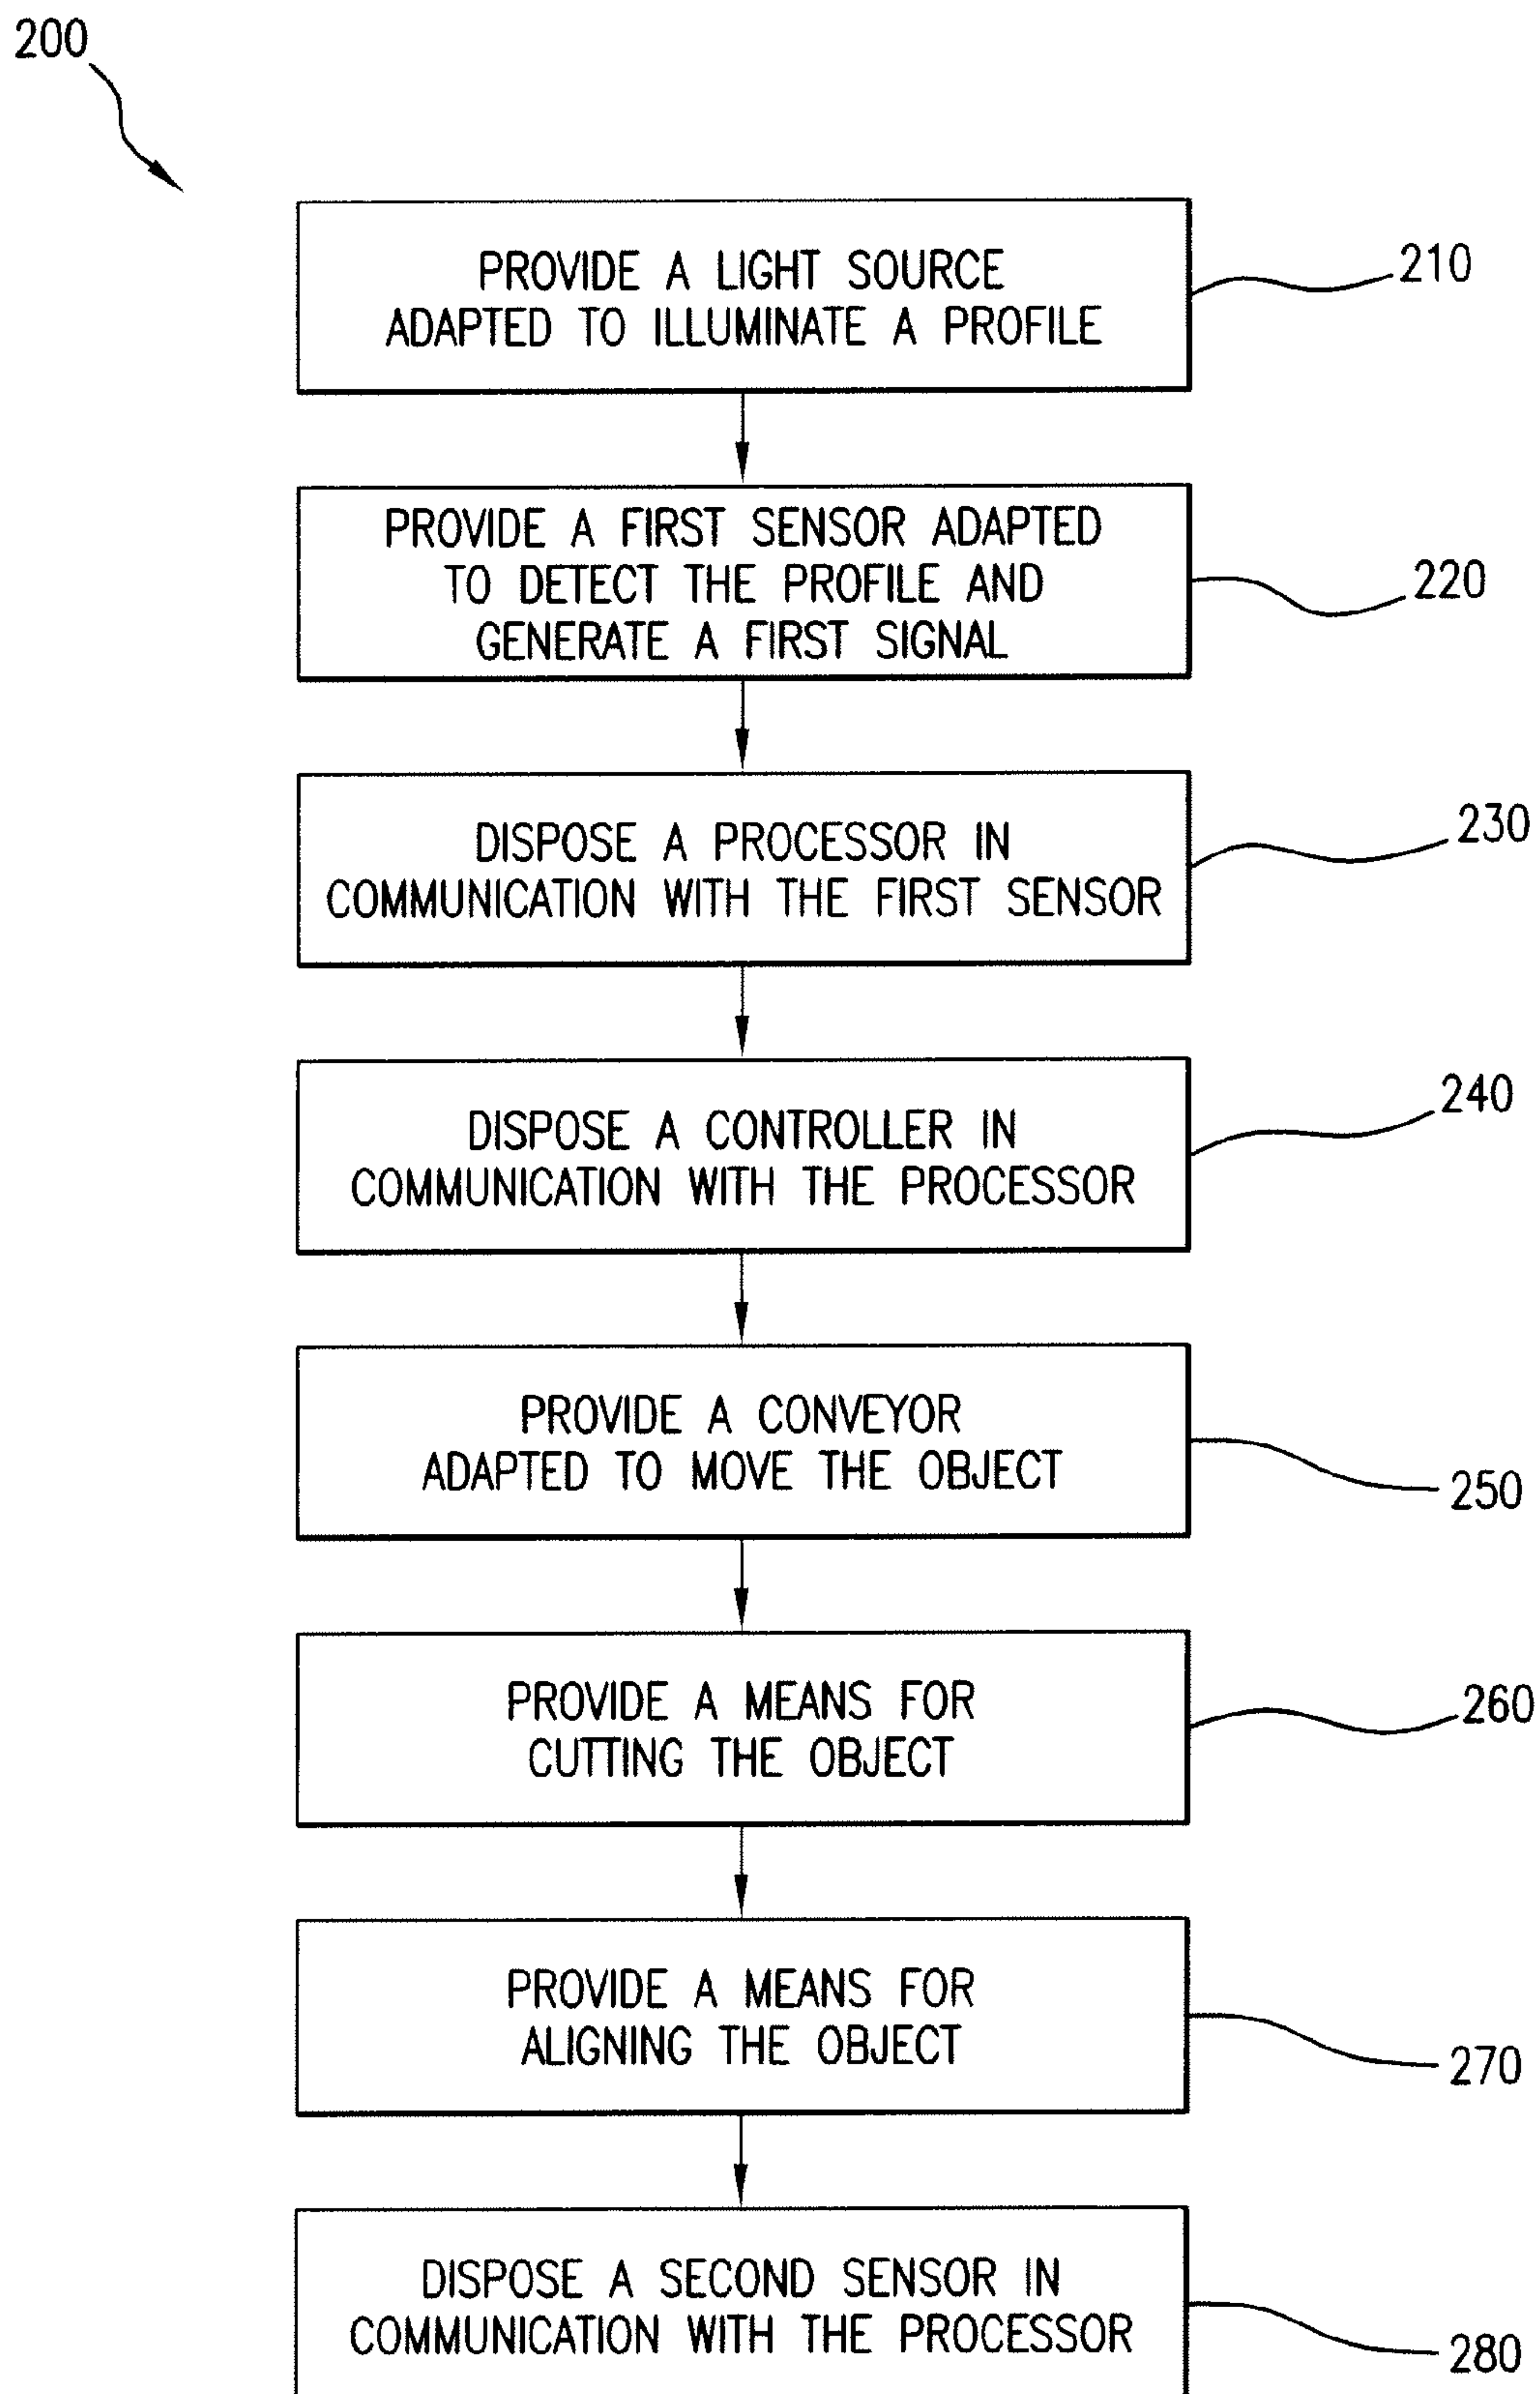 200
PROVIDE A LIGHT SOURCE
ADAPTED TO ILLUMINATE A PROFILE
210
PROVIDE A FIRST SENSOR ADAPTED
TO DETECT THE PROFILE AND
GENERATE A FIRST SIGNAL
220
DISPOSE A PROCESSOR IN
COMMUNICATION WITH THE FIRST SENSOR
230
DISPOSE A CONTROLLER IN
COMMUNICATION WITH THE PROCESSOR
240
PROVIDE A CONVEYOR
ADAPTED TO MOVE THE OBJECT
250
PROVIDE A MEANS FOR
CUTTING THE OBJECT
260
PROVIDE A MEANS FOR
ALIGNING THE OBJECT
270
DISPOSE A SECOND SENSOR IN
COMMUNICATION WITH THE PROCESSOR
280